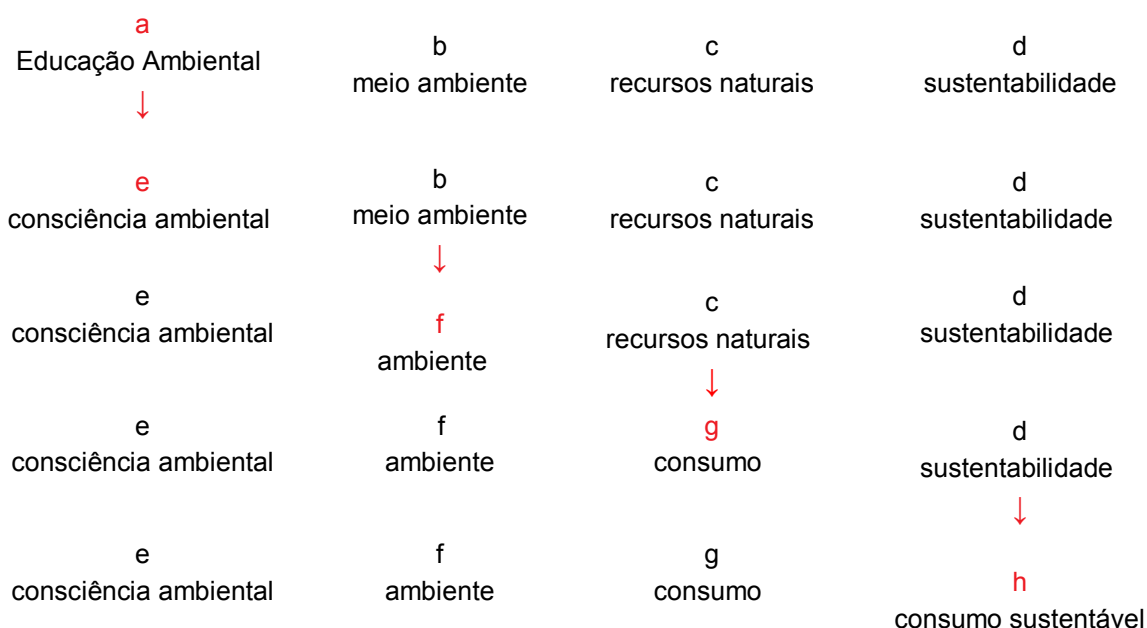 a b c d
Educação Ambiental meio ambiente recursos naturais sustentabilidade
↓
e b c d
consciência ambiental meio ambiente recursos naturais sustentabilidade
↓
e f c d
consciência ambiental ambiente recursos naturais sustentabilidade
↓
e f g d
consciência ambiental ambiente consumo sustentabilidade
↓
e f g h
consciência ambiental ambiente consumo consumo sustentável